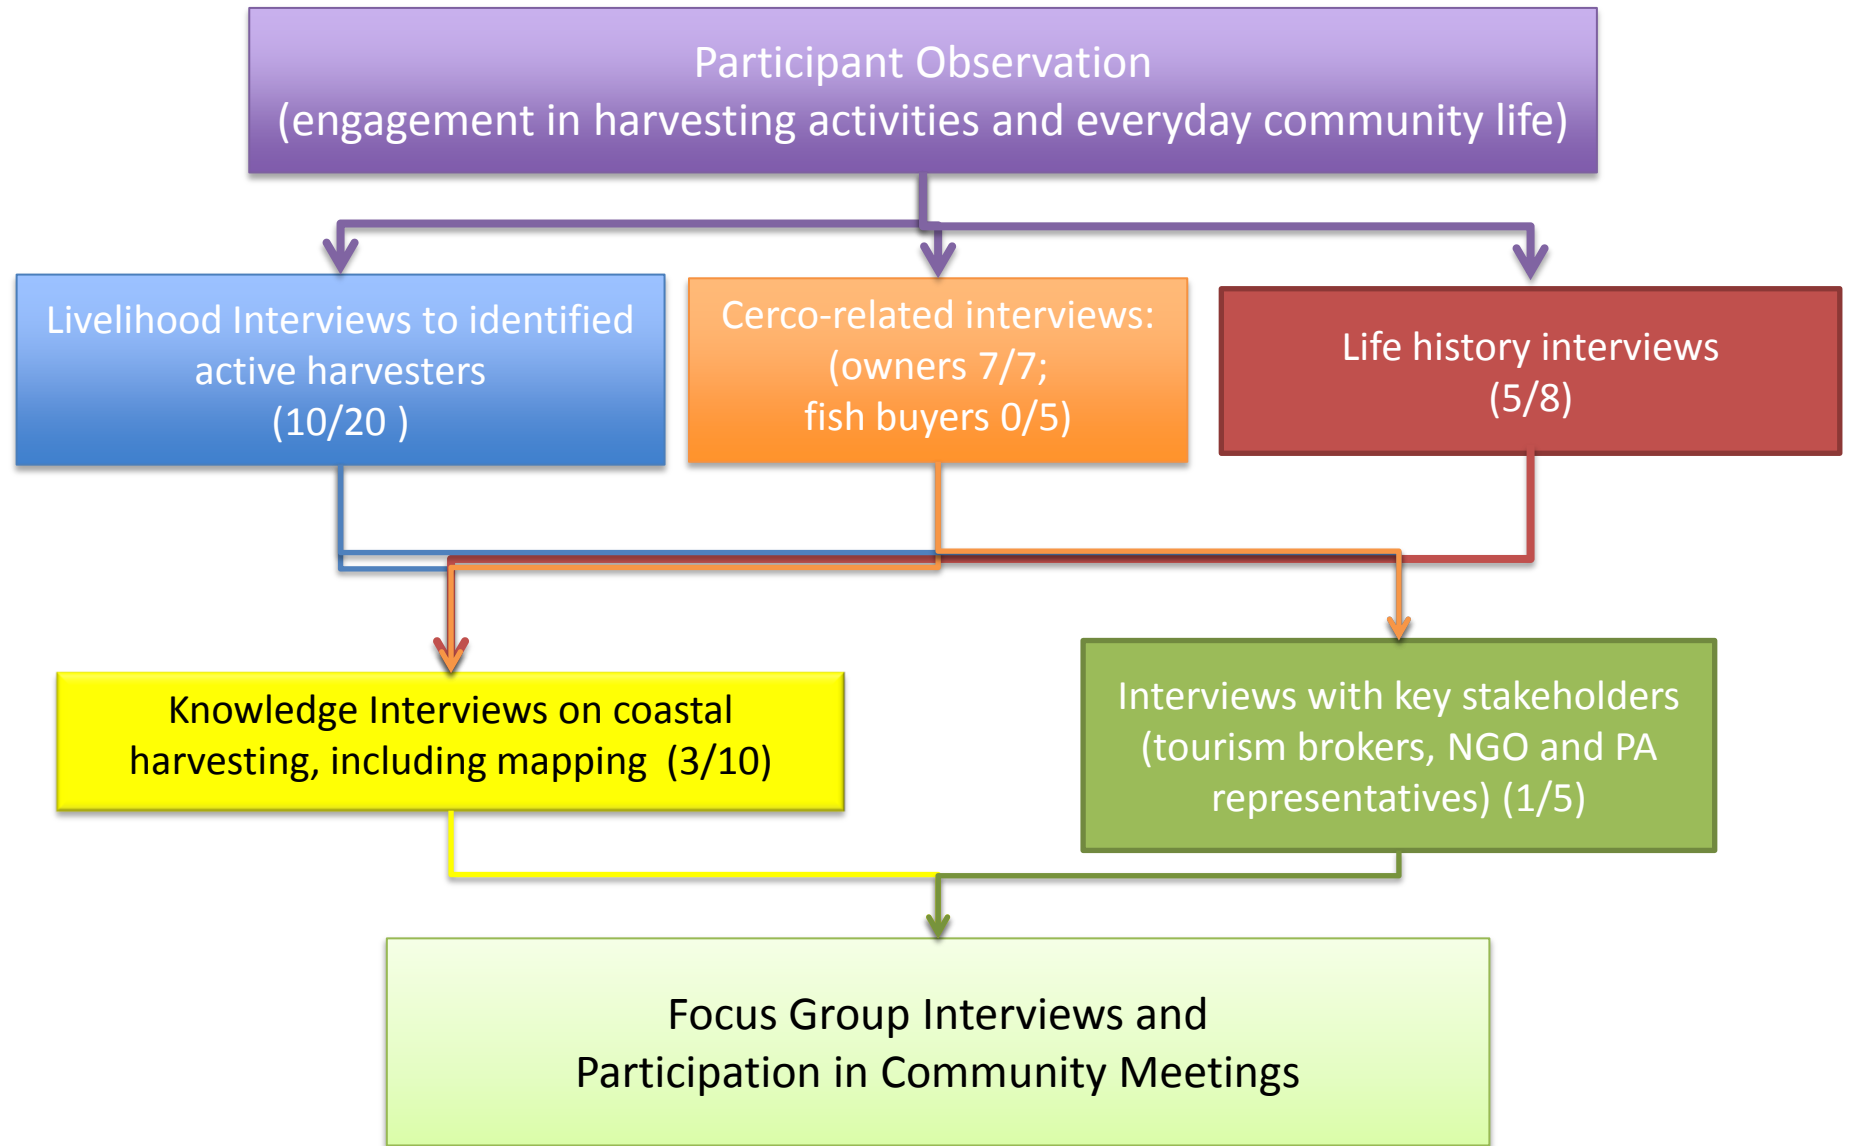 Participant Observation
(engagement in harvesting activities and everyday community life)
Livelihood Interviews to identified
active harvesters
(10/20 )
Cerco-related interviews:
(owners 7/7;
fish buyers 0/5)
Life history interviews
(5/8)
Knowledge Interviews on coastal
harvesting, including mapping  (3/10)
Interviews with key stakeholders
(tourism brokers, NGO and PA
representatives) (1/5)
Focus Group Interviews and
Participation in Community Meetings